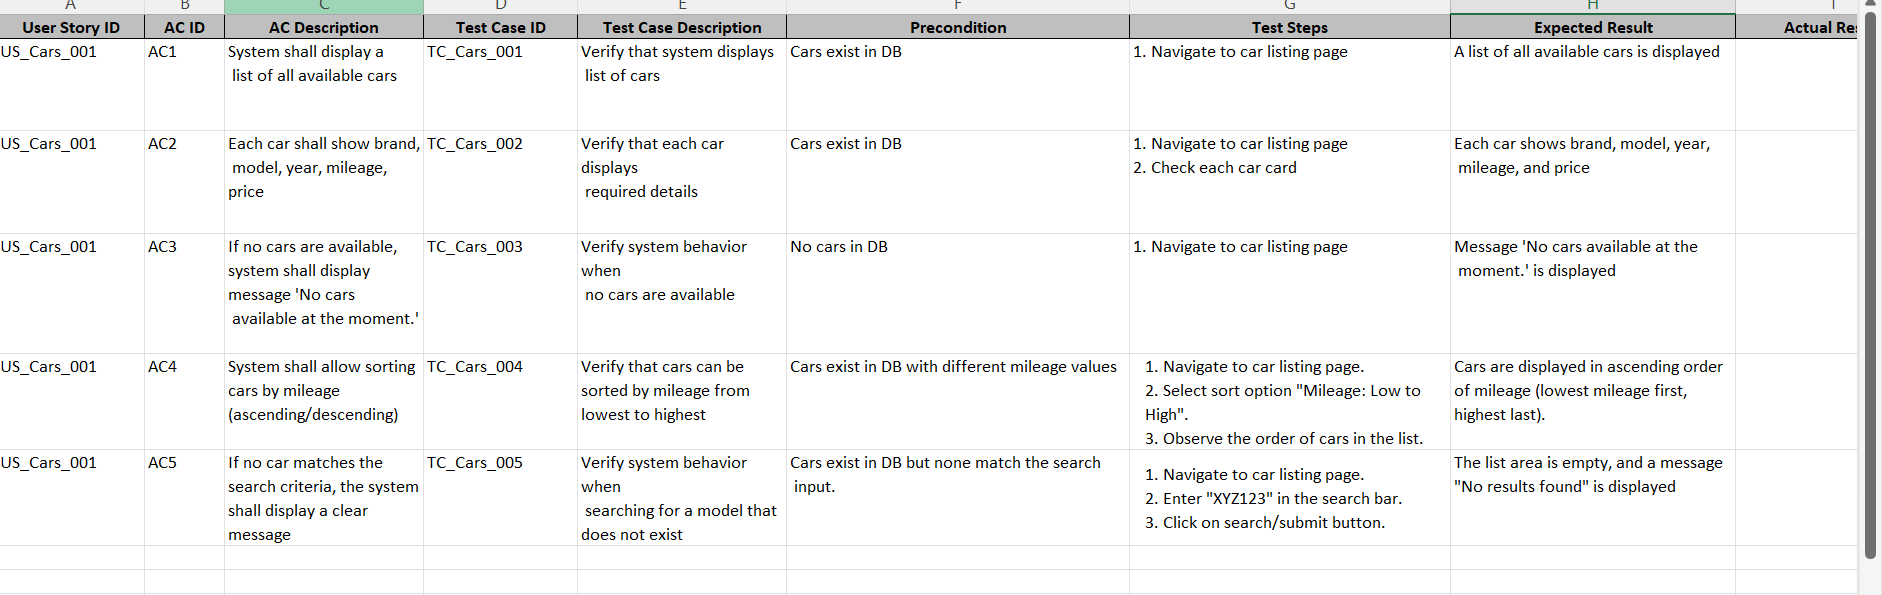 A B C D E F G H I
User Story ID AC ID AC Description Test Case ID Test Case Description Precondition Test Steps Expected Result Actual Re
US_Cars_001 AC1 System shall display a TC_Cars_001 Verify that system displays Cars exist in DB 1. Navigate to car listing page A list of all available cars is displayed
list of all available cars list of cars
US_Cars_001 AC2 Each car shall show brand, TC_Cars_002 Verify that each car Cars exist in DB 1. Navigate to car listing page Each car shows brand, model, year,
model, year, mileage, displays 2. Check each car card mileage, and price
price required details
US_Cars_001 AC3 If no cars are available, TC_Cars_003 Verify system behavior No cars in DB 1. Navigate to car listing page Message 'No cars available at the
system shall display when moment.' is displayed
message 'No cars no cars are available
available at the moment.'
US_Cars_001 AC4 System shall allow sorting TC_Cars_004 Verify that cars can be Cars exist in DB with different mileage values 1. Navigate to car listing page. Cars are displayed in ascending order
cars by mileage sorted by mileage from 2. Select sort option "Mileage: Low to of mileage (lowest mileage first,
(ascending/descending) lowest to highest High". highest last).
3. Observe the order of cars in the list.
US_Cars_001 AC5 If no car matches the TC_Cars_005 Verify system behavior Cars exist in DB but none match the search 1. Navigate to car listing page. The list area is empty, and a message
search criteria, the system when input. 2. Enter "XYZ123" in the search bar. "No results found" is displayed
shall display a clear searching for a model that 3. Click on search/submit button.
message does not exist